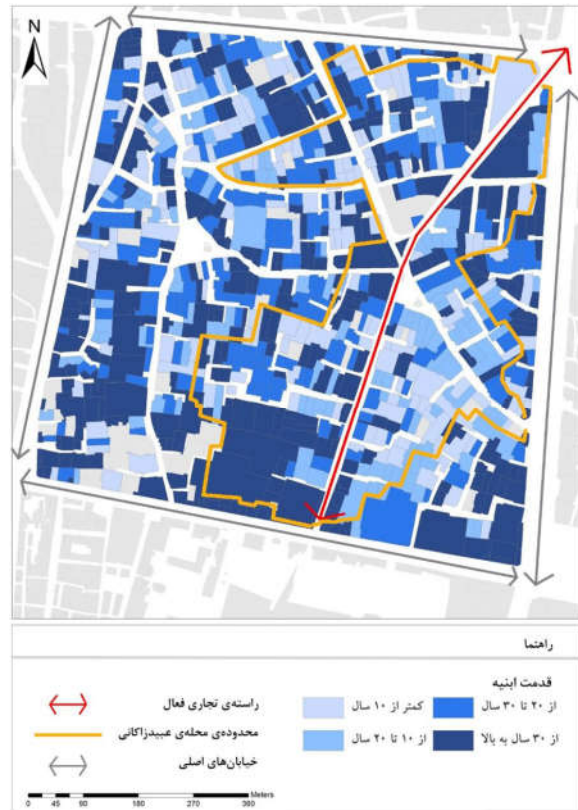 N
راهنما
قدمت ابنیه
از ۲۰ تا ۳۰ سال
کمتر از ۱۰ سال
از ۳۰ سال به بالا
از ۱۰ تا ۲۰ سال
راسته‌ی تجاری فعال
محدوده‌ی محله‌ی عبیدزاکانی
خیابان‌های اصلی
Meters
0 45 90 180 270 360